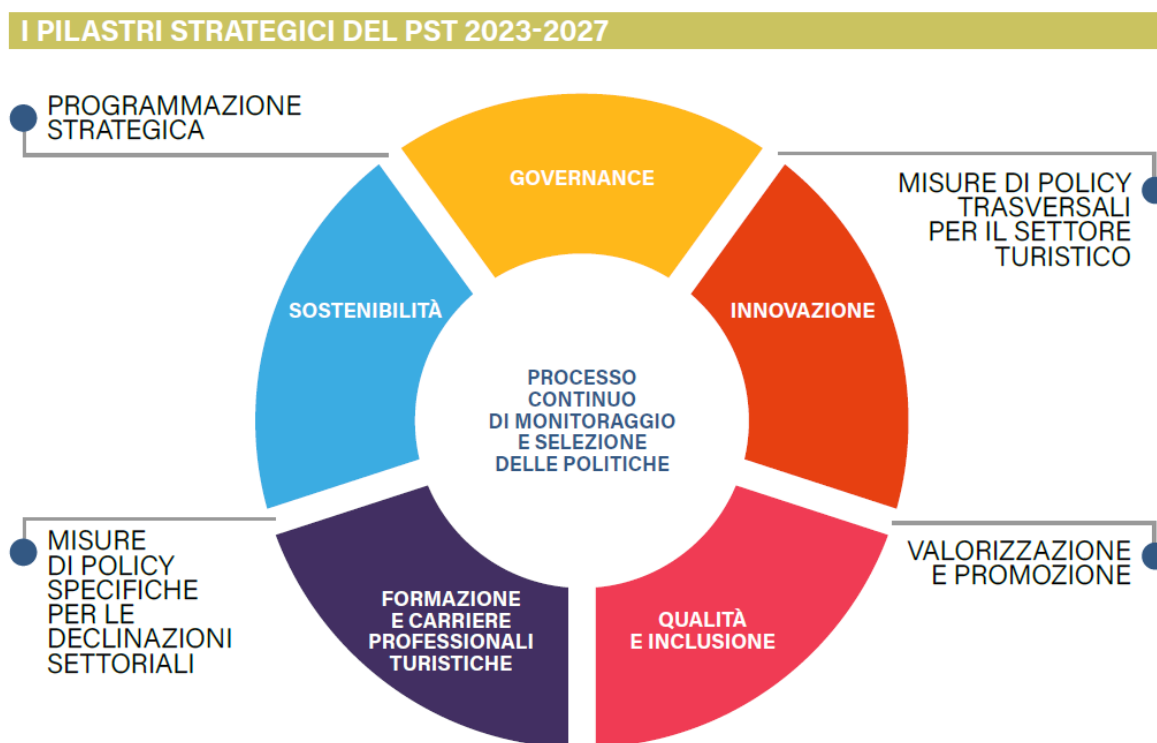 I PILASTRI STRATEGICI DEL PST 2023-2027
PROGRAMMAZIONE
STRATEGICA
GOVERNANCE
MISURE DI POLICY
TRASVERSALI
PER IL SETTORE
TURISTICO
SOSTENIBILITÀ
INNOVAZIONE
PROCESSO
CONTINUO
DI MONITORAGGIO
E SELEZIONE
DELLE POLITICHE
MISURE
DI POLICY
SPECIFICHE
PER LE
DECLINAZIONI
SETTORIALI
FORMAZIONE
E CARRIERE
PROFESSIONALI
TURISTICHE
QUALITÀ
E INCLUSIONE
VALORIZZAZIONE
E PROMOZIONE